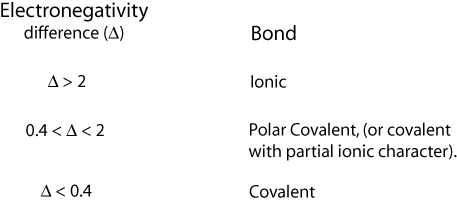 Electronegativity
difference (Δ) Bond
Δ > 2 Ionic
0.4 < Δ < 2 Polar Covalent, (or covalent
with partial ionic character).
Δ < 0.4 Covalent